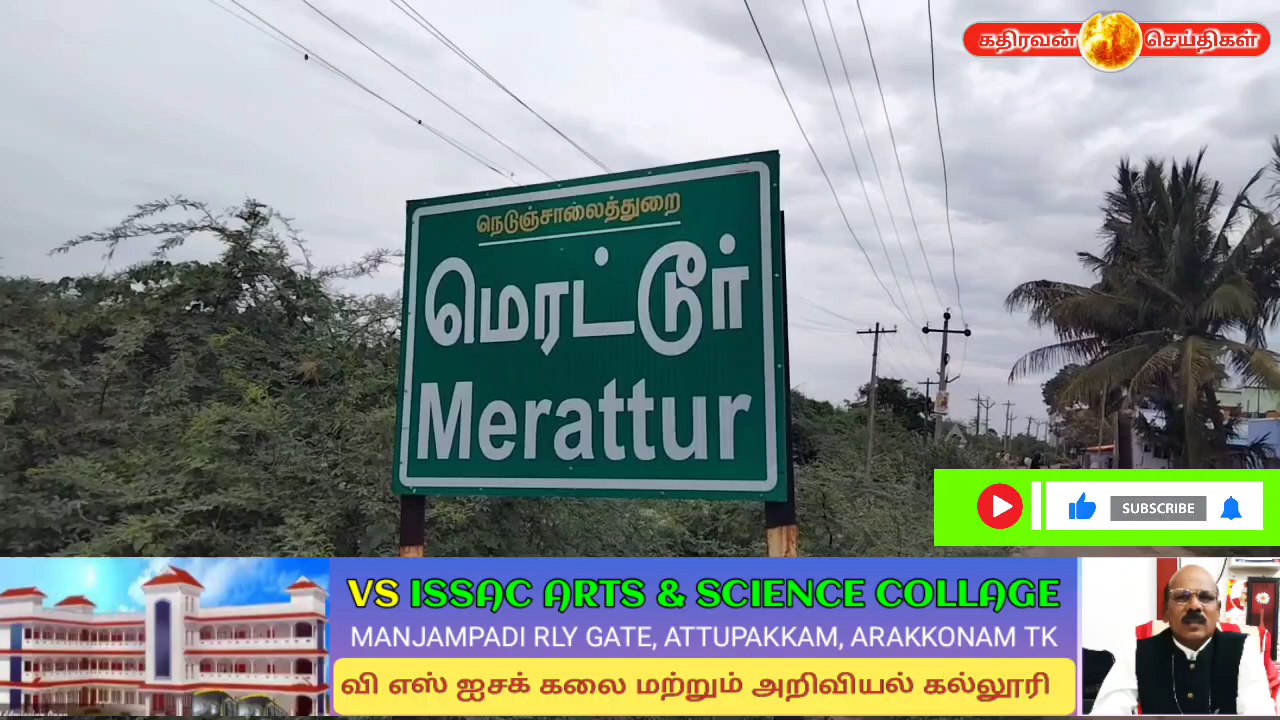 கதிரவன் செய்திகள்
நெடுஞ்சாலைத்துறை
மெரட்டூர்
Merattur
SUBSCRIBE
VS ISSAC ARTS & SCIENCE COLLAGE
MANJAMPADI RLY GATE, ATTUPAKKAM, ARAKKONAM TK
வி எஸ் ஐசக் கலை மற்றும் அறிவியல் கல்லூரி